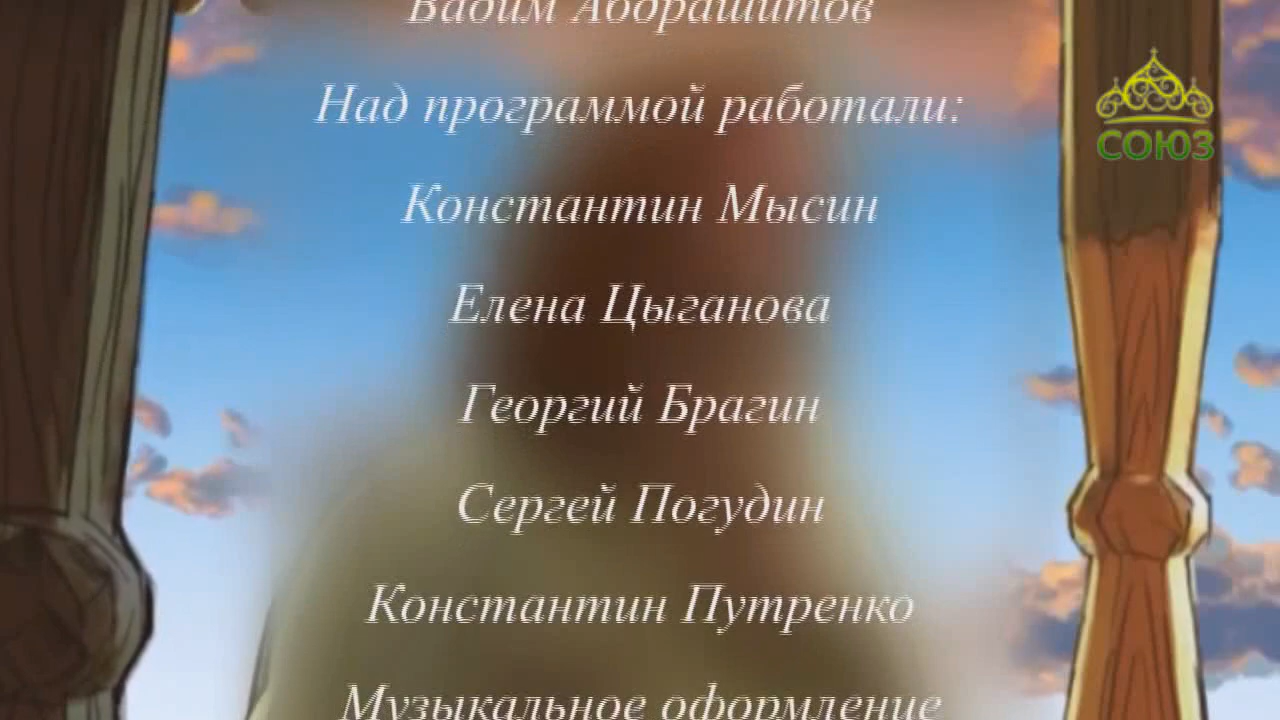 Вадим Абдрашитов
Над программой работали:
СОЮЗ
Константин Мысин
Елена Цыганова
Георгий Брагин
Сергей Погудин
Константин Путренко
Музыкальное оформление